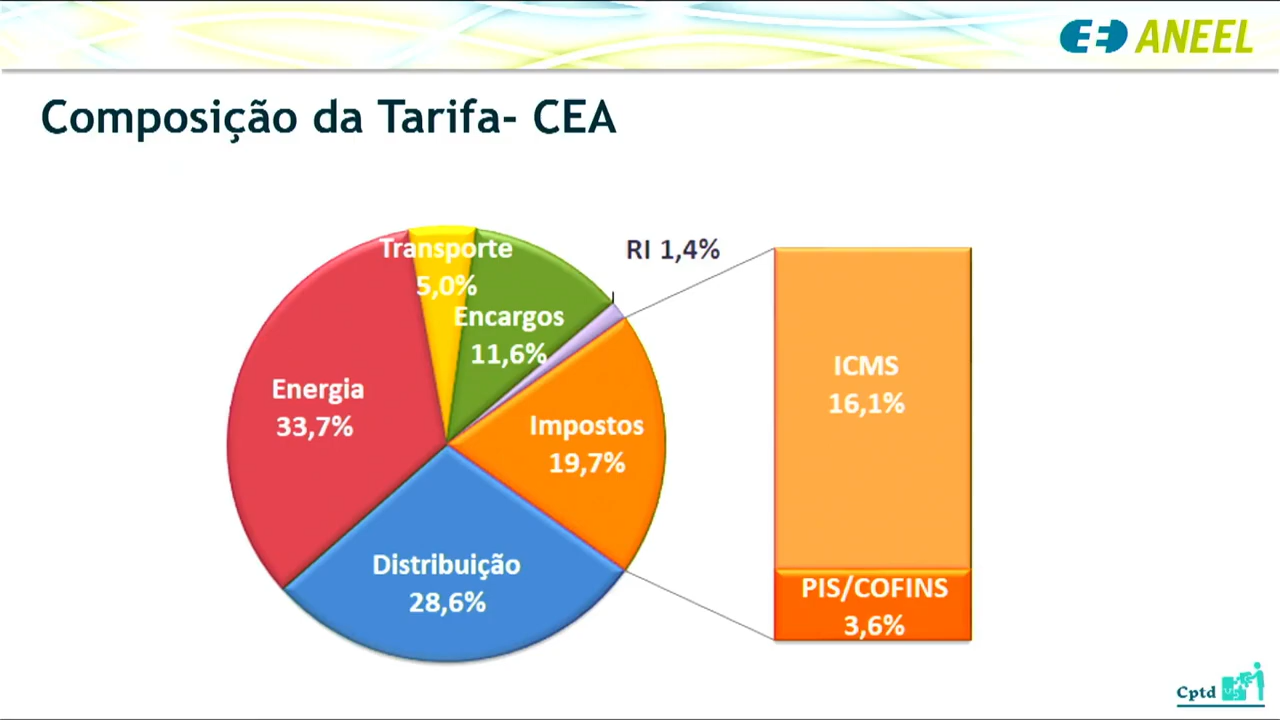 ANEEL
Composição da Tarifa- CEA
Transporte
5,0%
RI 1,4%
Encargos
11,6%
Energia
33,7%
Impostos
19,7%
Distribuição
28,6%
ICMS
16,1%
PIS/COFINS
3,6%
Cptd